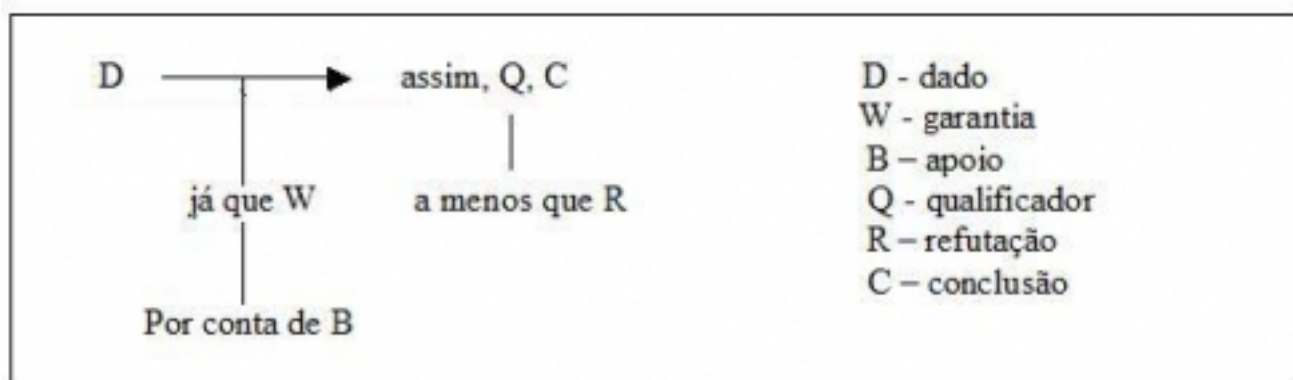 D assim, Q, C
já que W a menos que R
Por conta de B
D - dado
W - garantia
B – apoio
Q - qualificador
R – refutação
C – conclusão